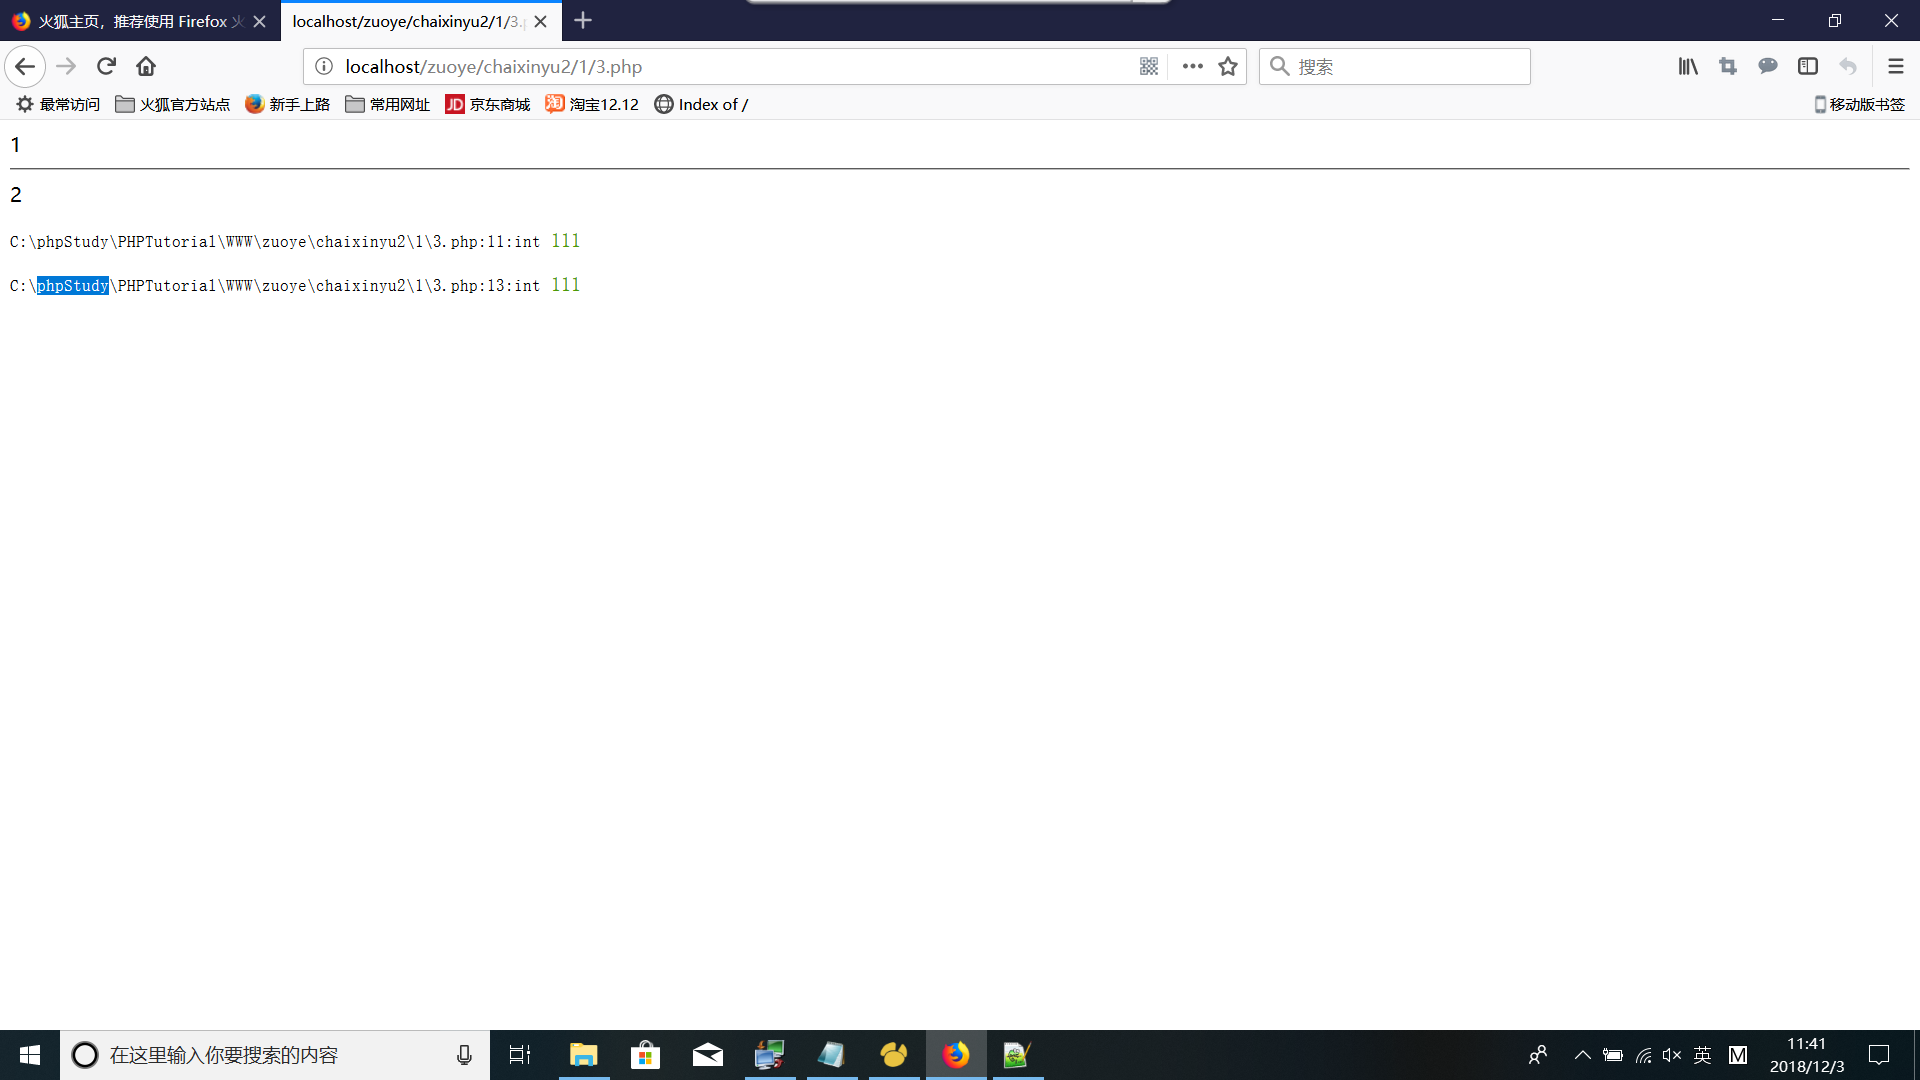 火狐主页，推荐使用 Firefox
localhost/zuoye/chaixinyu2/1/3.
localhost/zuoye/chaixinyu2/1/3.php
搜索
最常访问
火狐官方站点
新手上路
常用网址
JD 京东商城
淘 淘宝12.12
Index of /
移动版书签
1
2
C:\phpStudy\PHPTutorial\WWW\zuoye\chaixinyu2\1\3.php:11:int 111
C:\phpStudy\PHPTutorial\WWW\zuoye\chaixinyu2\1\3.php:13:int 111
在这里输入你要搜索的内容
英
M
11:41
2018/12/3